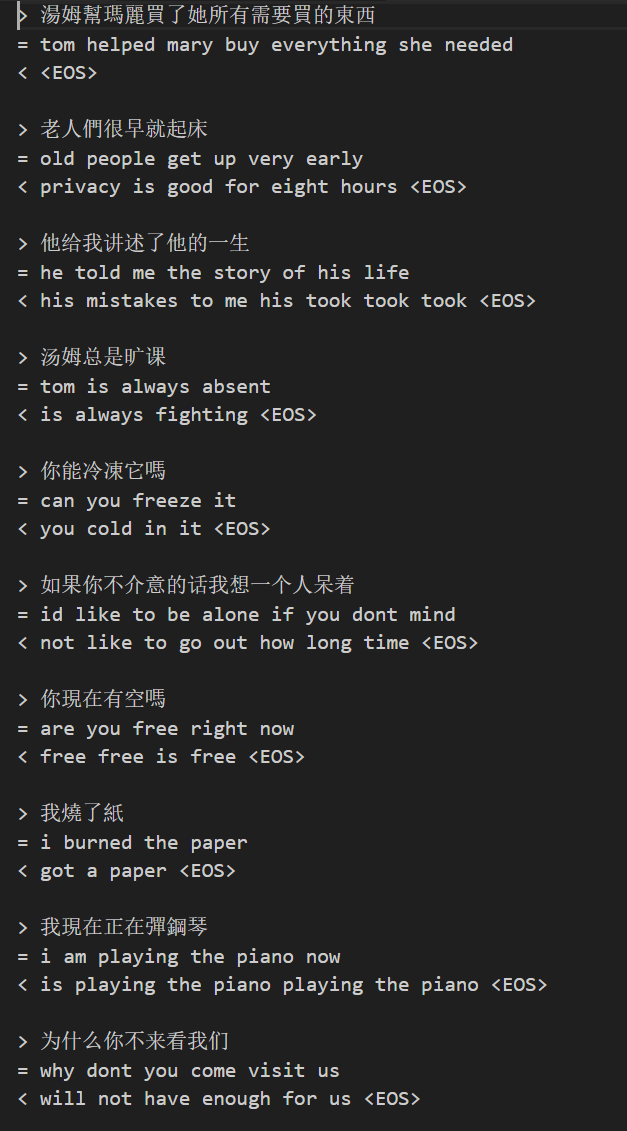 > 湯姆幫瑪麗買了她所有需要買的東西
= tom helped mary buy everything she needed
< <EOS>
> 老人們很早就起床
= old people get up very early
< privacy is good for eight hours <EOS>
> 他给我讲述了他的一生
= he told me the story of his life
< his mistakes to me his took took took <EOS>
> 汤姆总是旷课
= tom is always absent
< is always fighting <EOS>
> 你能冷凍它嗎
= can you freeze it
< you cold in it <EOS>
> 如果你不介意的话我想一个人呆着
= id like to be alone if you dont mind
< not like to go out how long time <EOS>
> 你現在有空嗎
= are you free right now
< free free is free <EOS>
> 我燒了紙
= i burned the paper
< got a paper <EOS>
> 我現在正在彈鋼琴
= i am playing the piano now
< is playing the piano playing the piano <EOS>
> 为什么你不来看我们
= why dont you come visit us
< will not have enough for us <EOS>